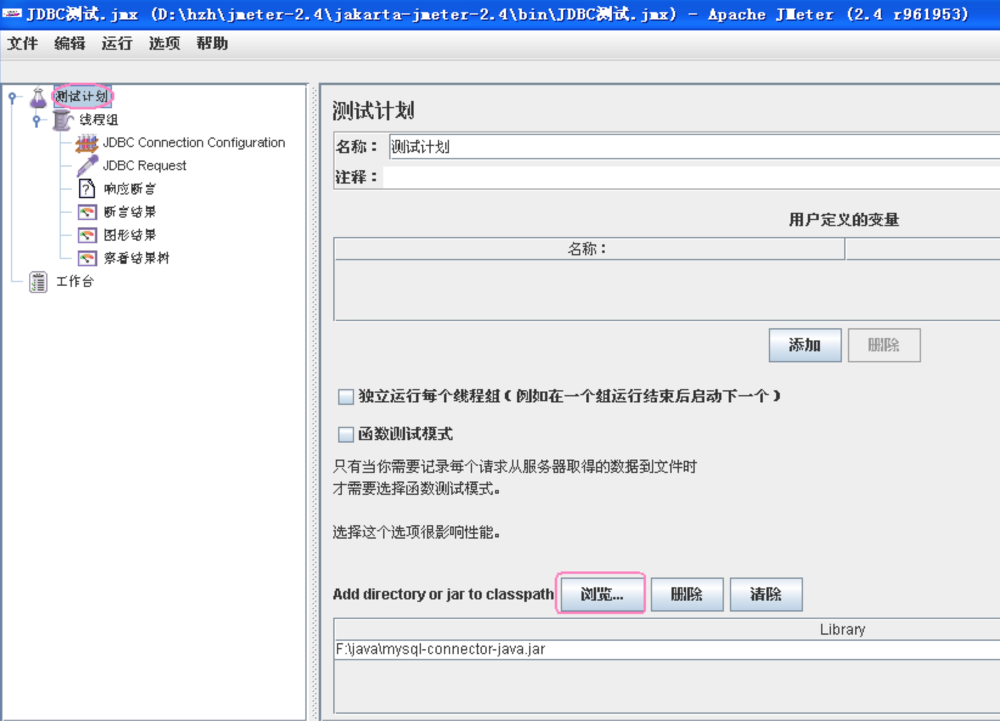 JDBC测试.jmx (D:\hzh\jmeter-2.4\jakarta-jmeter-2.4\bin\JDBC测试.jmx) - Apache JMeter (2.4 r961953)
文件 编辑 运行 选项 帮助
测试计划
线程组
JDBC Connection Configuration
JDBC Request
响应断言
断言结果
图形结果
察看结果树
工作台
测试计划
名称： 测试计划
注释：
用户定义的变量
名称：
添加 删除
独立运行每个线程组（例如在一个组运行结束后启动下一个）
函数测试模式
只有当你需要记录每个请求从服务器取得的数据到文件时
才需要选择函数测试模式。
选择这个选项很影响性能。
Add directory or jar to classpath 浏览... 删除 清除
Library
F:\java\mysql-connector-java.jar